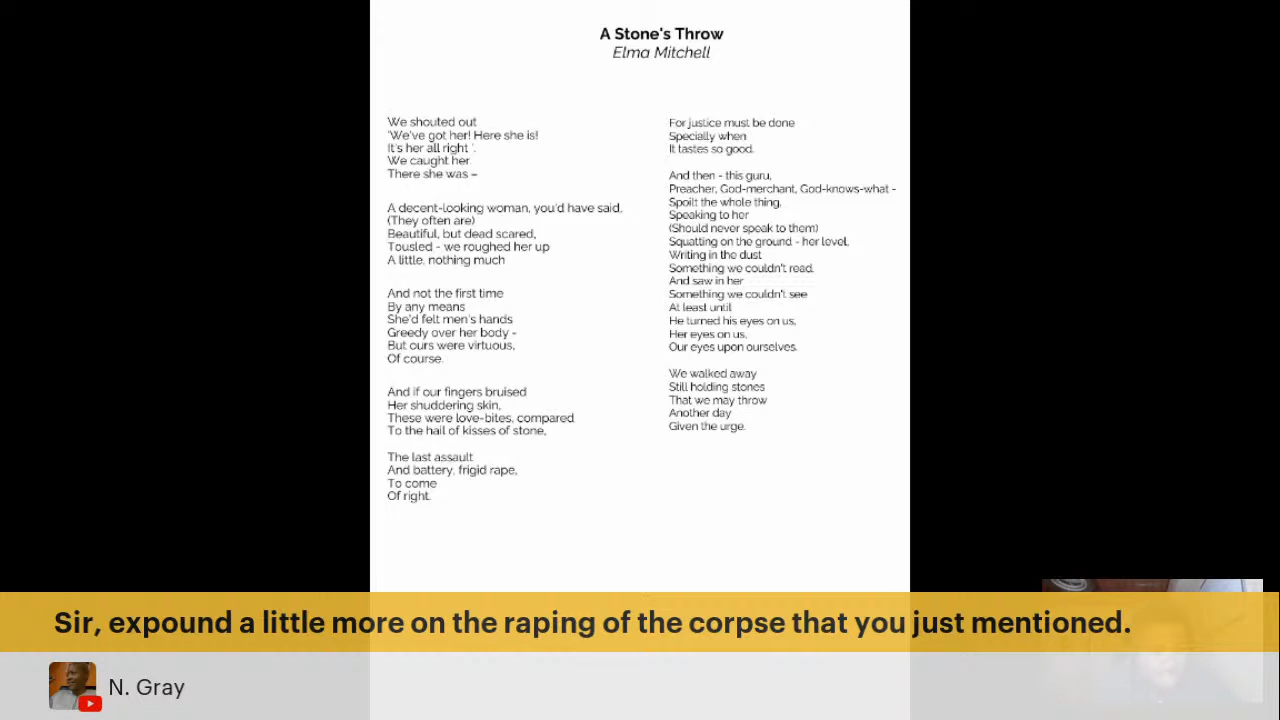 A Stone's Throw
Elma Mitchell
We shouted out
'We've got her! Here she is!
It's her all right '.
We caught her
There she was –
A decent-looking woman, you'd have said,
(They often are)
Beautiful, but dead scared,
Tousled - we roughed her up
A little, nothing much
And not the first time
By any means
She'd felt men's hands
Greedy over her body -
But ours were virtuous,
Of course.
And if our fingers bruised
Her shuddering skin,
These were love-bites, compared
To the hail of kisses of stone,
The last assault
And battery, frigid rape,
To come
Of right.
For justice must be done
Specially when
It tastes so good.
And then - this guru,
Preacher, God-merchant, God-knows-what -
Spoilt the whole thing,
Speaking to her
(Should never speak to them)
Squatting on the ground - her level,
Writing in the dust
Something we couldn't read.
And saw in her
Something we couldn't see
At least until
He turned his eyes on us,
Her eyes on us,
Our eyes upon ourselves.
We walked away
Still holding stones
That we may throw
Another day
Given the urge.
Sir, expound a little more on the raping of the corpse that you just mentioned.
N. Gray